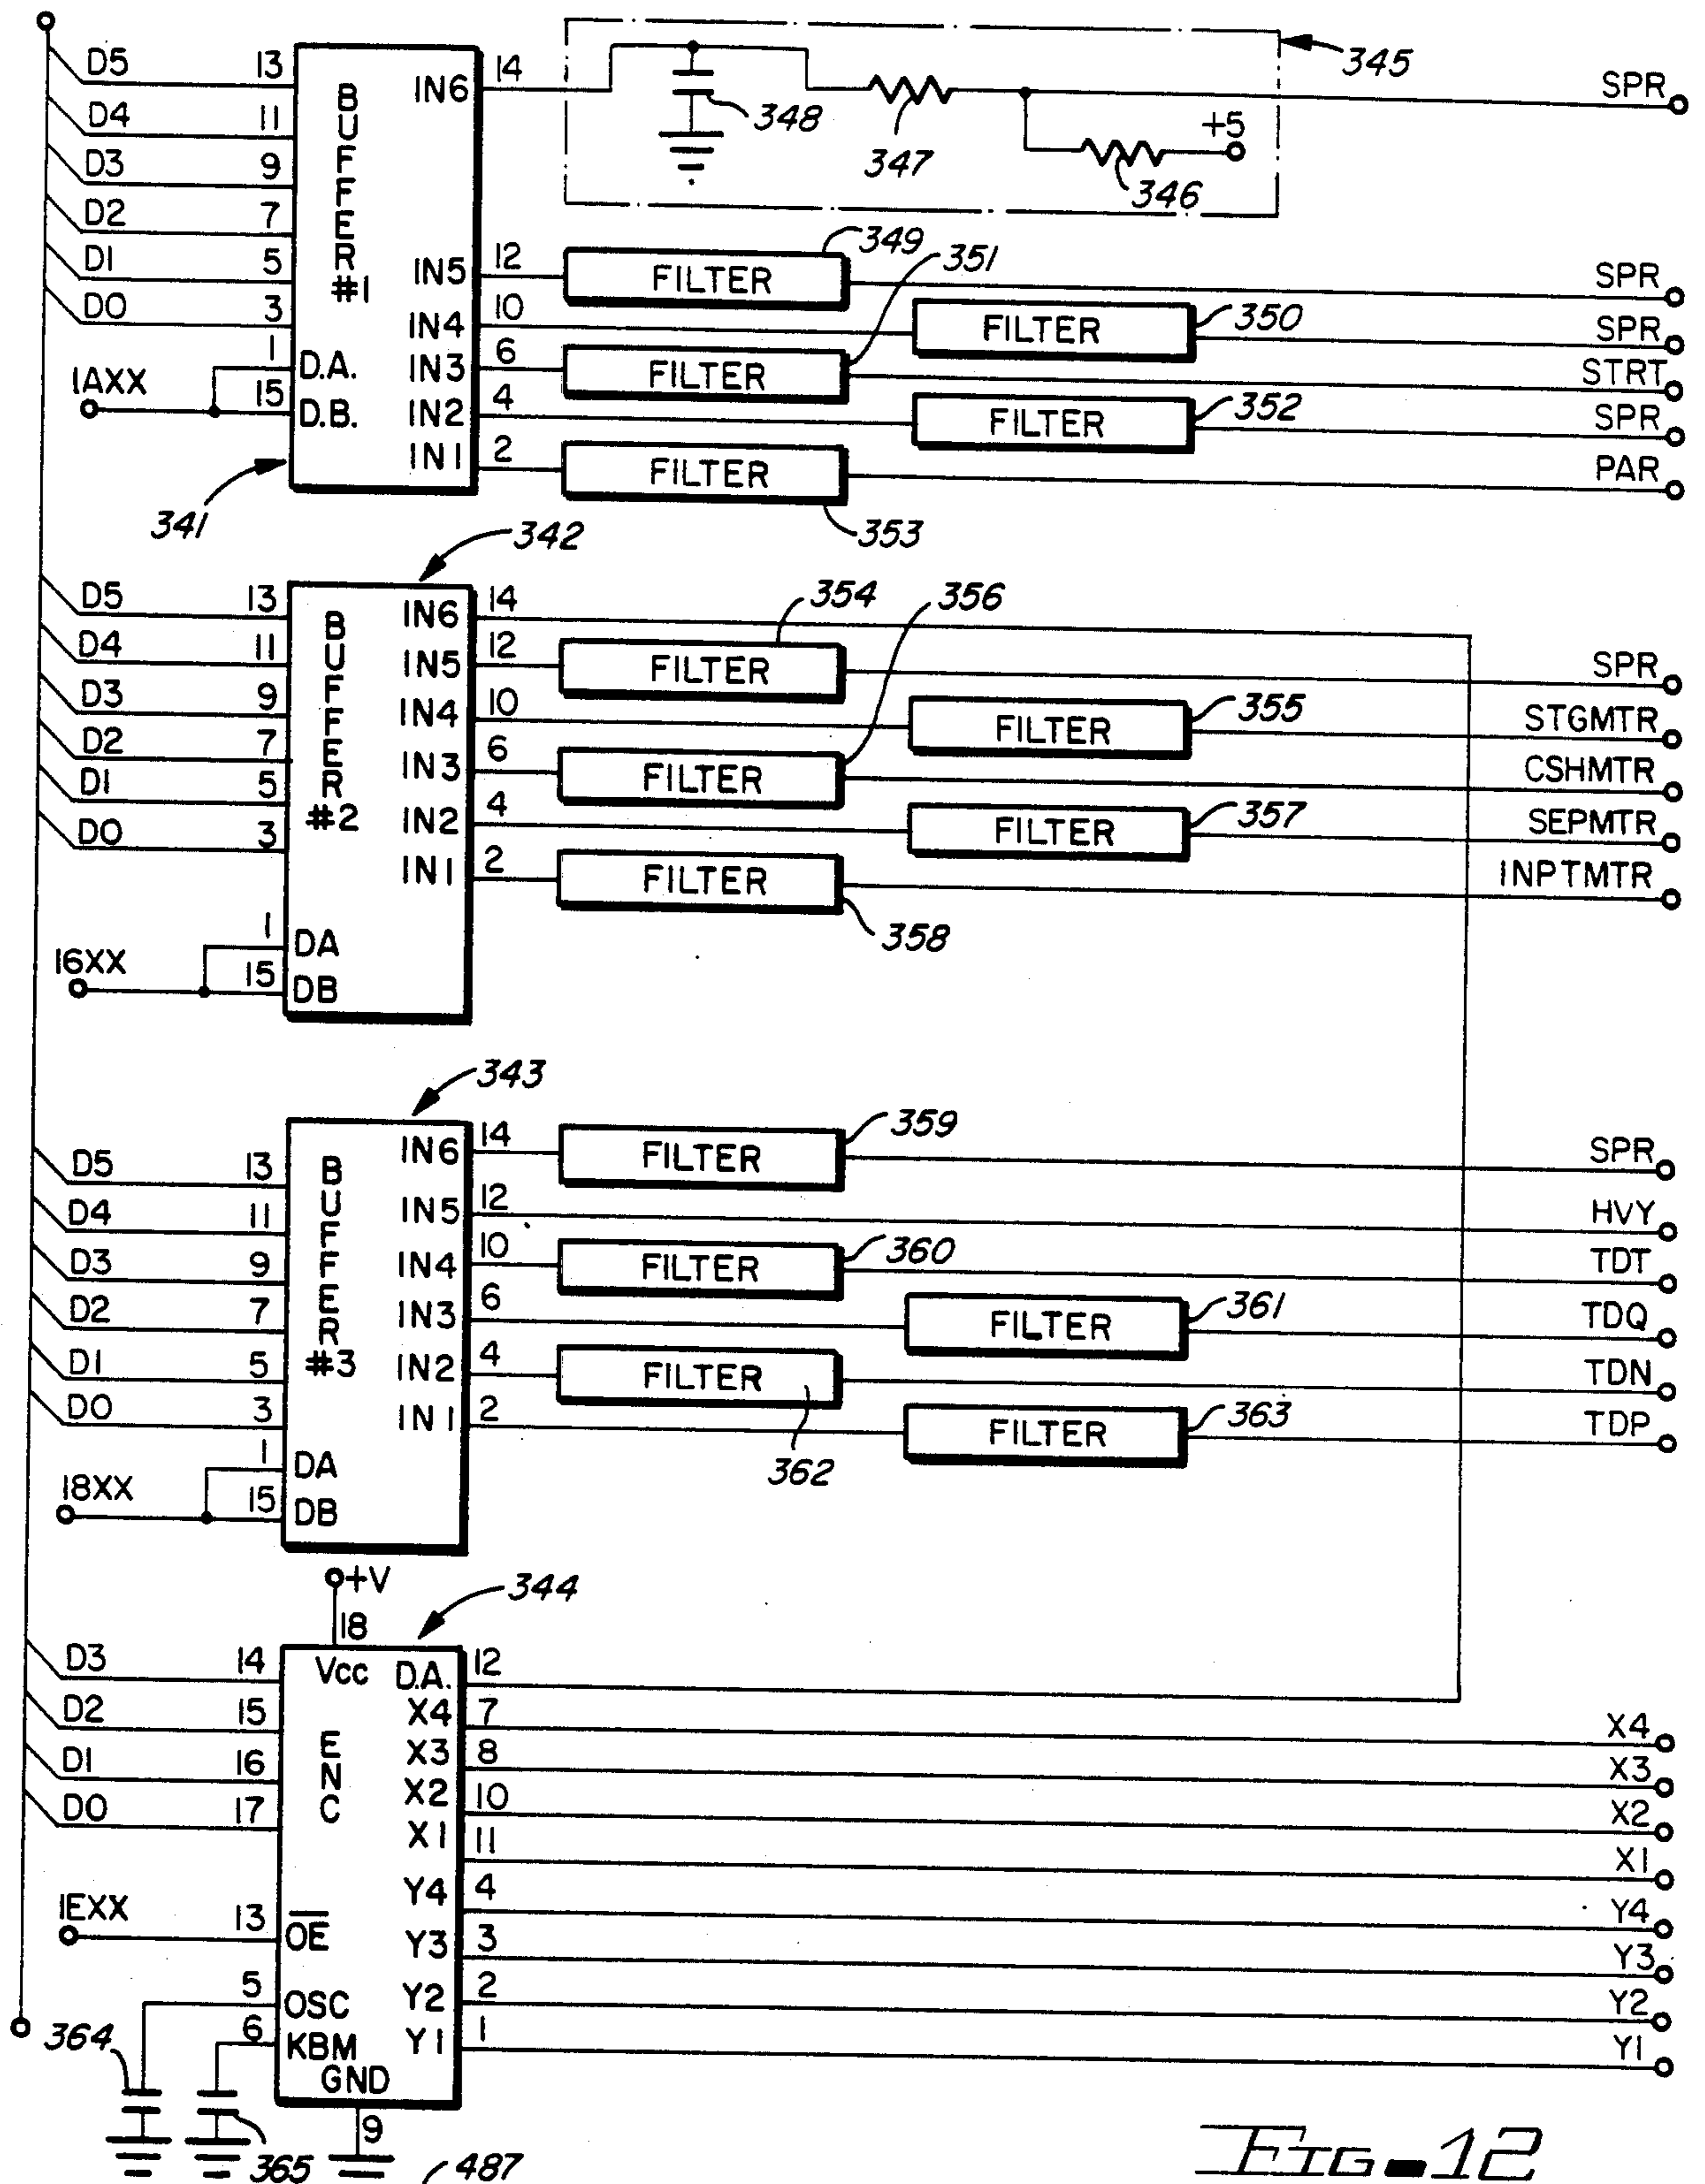 345
D5 13 14 SPR
IN6
348
+5
D4 11
347
346
D3 9
D2 7
BUFFER #1
349
351
D1 5 IN5 12 FILTER SPR
D0 3 IN4 10 FILTER 350 SPR
1 D.A. IN3 6 FILTER STRT
1AXX 15 D.B. IN2 4 FILTER 352 SPR
IN1 2 FILTER PAR
341
353
342
354
356
D5 13 IN6 14
D4 11 IN5 12 FILTER SPR
D3 9 IN4 10 FILTER 355 STGMTR
D2 7 IN3 6 FILTER CSHMTR
BUFFER #2
D1 5 IN2 4 FILTER 357 SEPMTR
D0 3 IN1 2 FILTER INPTMTR
358
1 DA
16XX 15 DB
343
359
IN6 14 FILTER SPR
D5 13
D4 11 IN5 12 HVY
D3 9 IN4 10 FILTER 360 TDT
D2 7 IN3 6 FILTER 361 TDQ
BUFFER #3
D1 5 IN2 4 FILTER TDN
D0 3 IN1 2 FILTER 363 TDP
362
1 DA
18XX 15 DB
+V
344
18
D3 14 Vcc D.A. 12
D2 15 X4 7 X4
D1 16 ENC X3 8 X3
D0 17 X2 10 X2
X1 11 X1
Y4 4 Y4
1EXX 13 OE Y3 3 Y3
5 OSC Y2 2 Y2
364 6 KBM Y1 1 Y1
GND
9
365
487
FIG-12